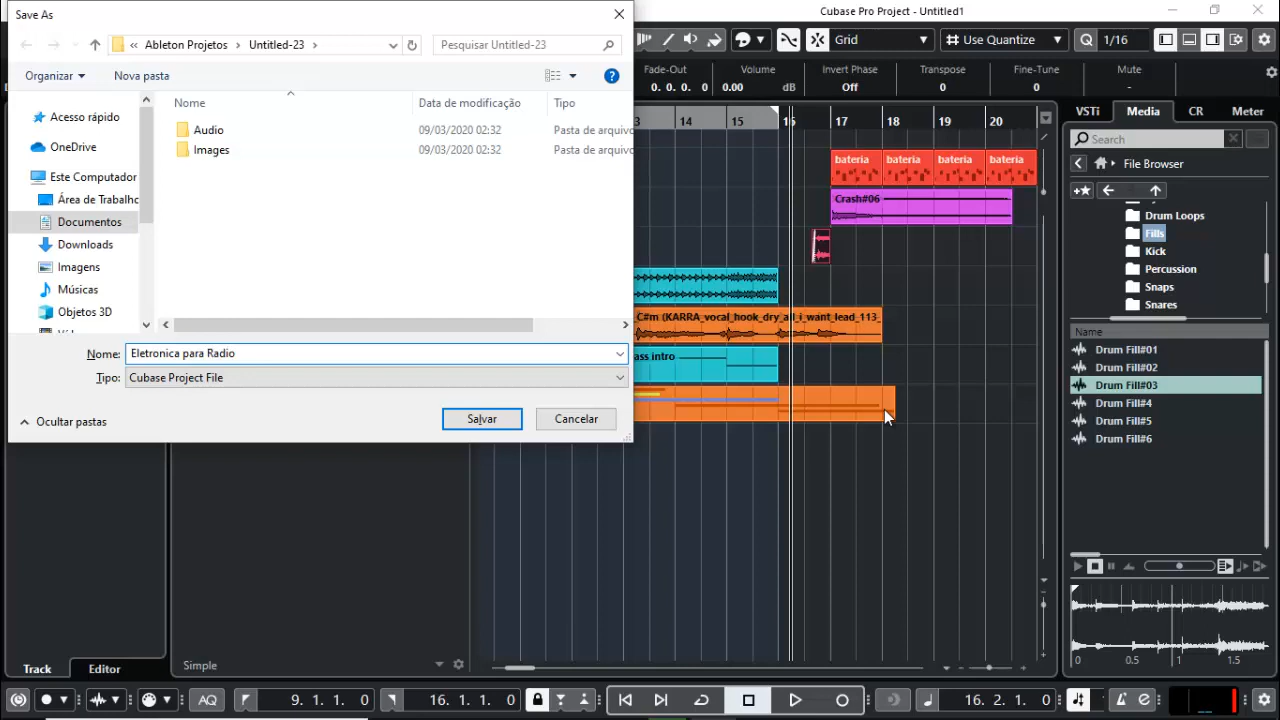 Save As
Cubase Pro Project - Untitled1
« Ableton Projetos › Untitled-23 ›
Pesquisar Untitled-23
Grid
Use Quantize
1/16
Organizar
Nova pasta
Fade-Out
Volume
Invert Phase
Transpose
Fine-Tune
Mute
0. 0. 0. 0
0.00
dB
Off
0
0
-
Nome
Data de modificação
Tipo
Acesso rápido
OneDrive
Este Computador
Área de Trabalhc
Documentos
Downloads
Imagens
Músicas
Objetos 3D
Audio
09/03/2020 02:32
Pasta de arquivo
Images
09/03/2020 02:32
Pasta de arquivo
Nome:
Eletronica para Radio
Tipo:
Cubase Project File
Ocultar pastas
Salvar
Cancelar
3
14
15
16
17
18
19
20
bateria
bateria
bateria
bateria
Crash#06
C#m (KARRA_vocal_hook_dry_all_i_want_lead_113_
ass intro
VSTi
Media
CR
Meter
Search
File Browser
Drum Loops
Fills
Kick
Percussion
Snaps
Snares
Name
Drum Fill#01
Drum Fill#02
Drum Fill#03
Drum Fill#4
Drum Fill#5
Drum Fill#6
0
0.5
1
1.5
Track
Editor
Simple
AQ
9. 1. 1. 0
16. 1. 1. 0
16. 2. 1. 0